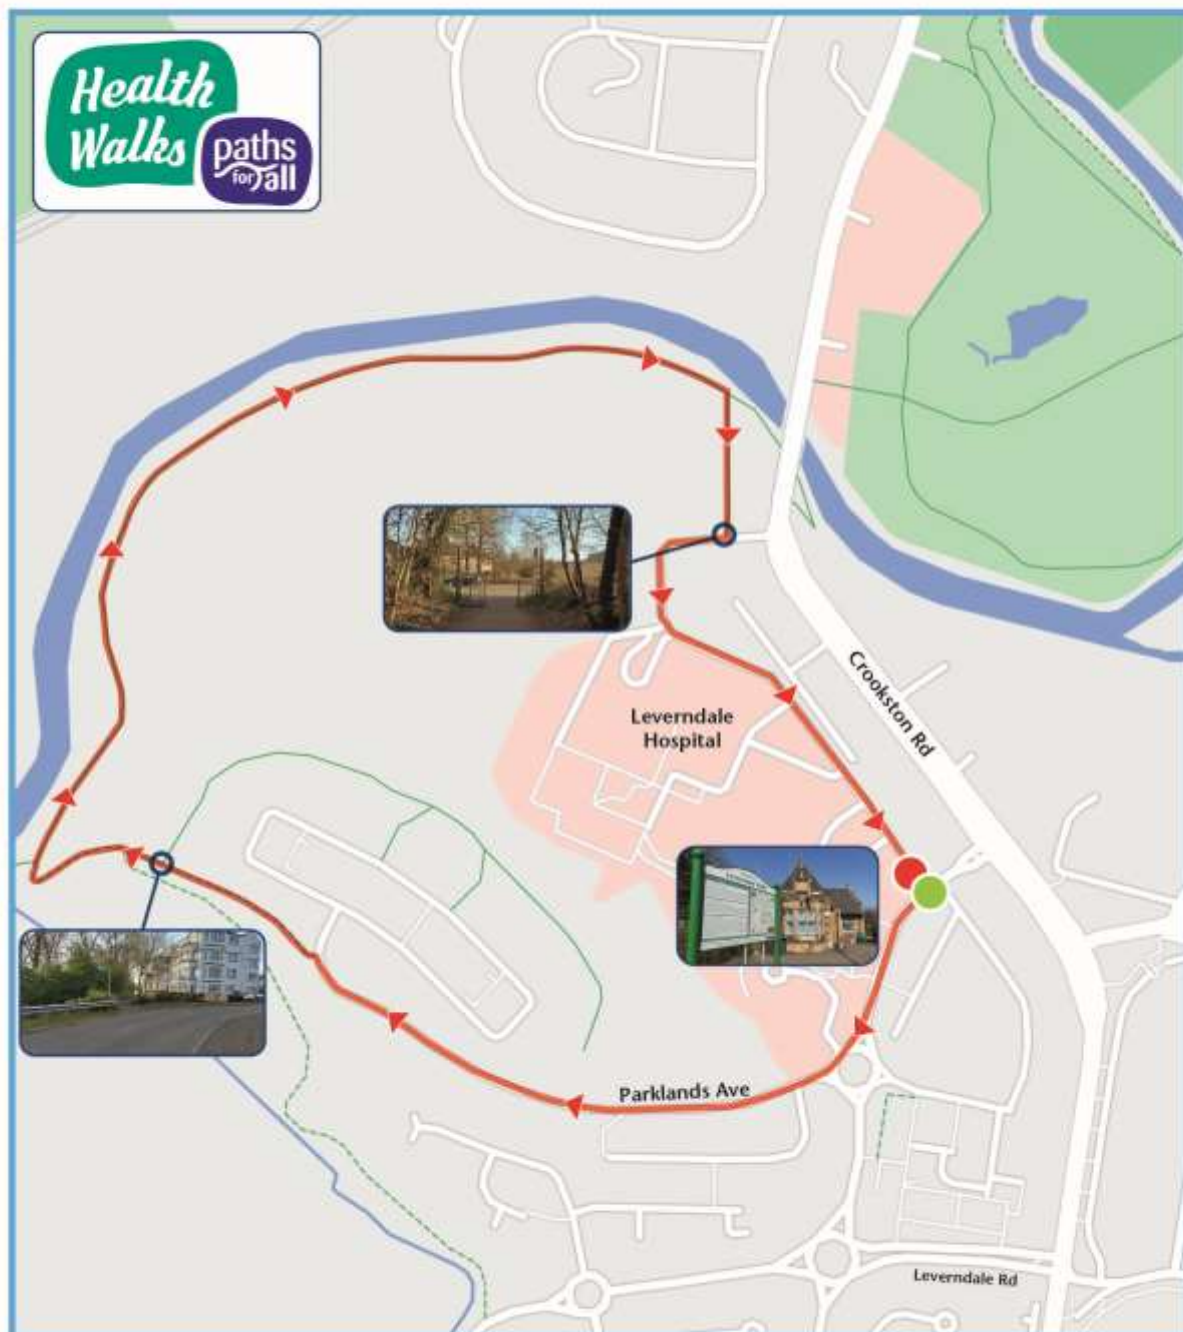 Health
Walks
paths
for all
Crookston Rd
Leverndale
Hospital
Parklands Ave
Leverndale Rd